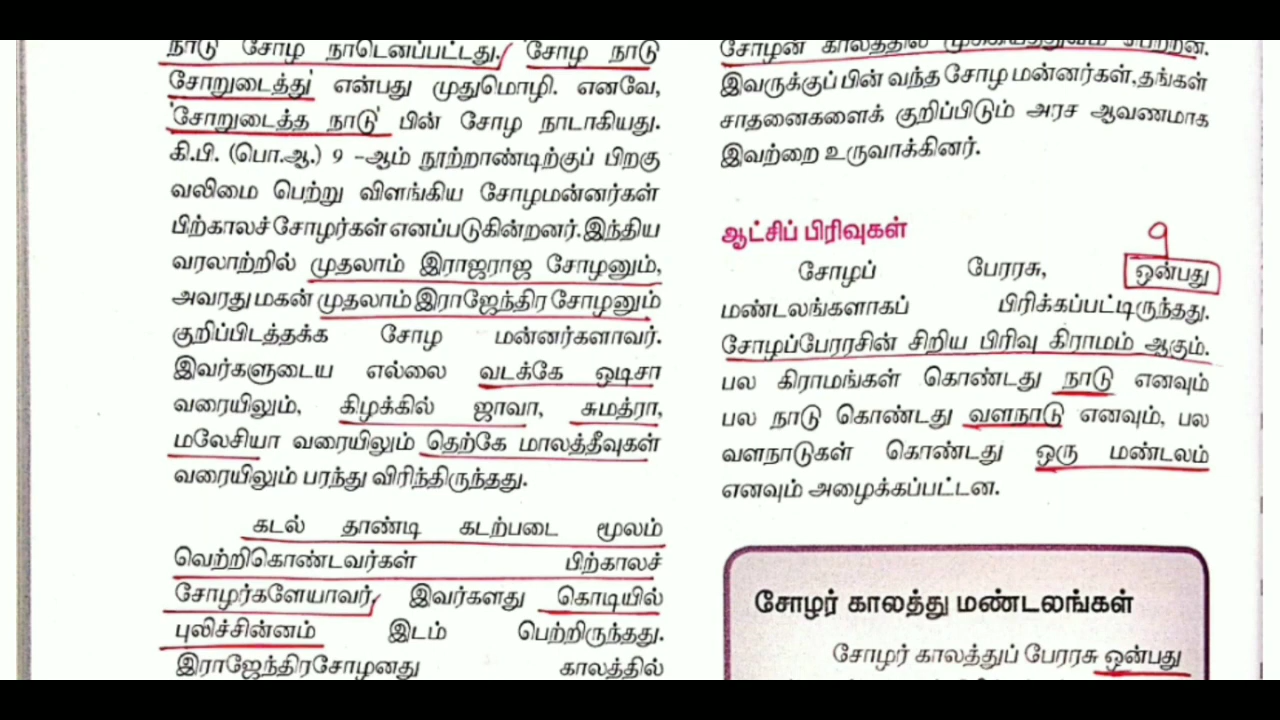 நாடு சோழ நாடெனப்பட்டது. 'சோழ நாடு
சோறுடைத்து' என்பது முதுமொழி. எனவே,
'சோறுடைத்த நாடு' பின் சோழ நாடாகியது.
கி.பி. (பொ.ஆ.) 9 -ஆம் நூற்றாண்டிற்குப் பிறகு
வலிமை பெற்று விளங்கிய சோழமன்னர்கள்
பிற்காலச் சோழர்கள் எனப்படுகின்றனர். இந்திய
வரலாற்றில் முதலாம் இராஜராஜ சோழனும்,
அவரது மகன் முதலாம் இராஜேந்திர சோழனும்
குறிப்பிடத்தக்க சோழ மன்னர்களாவர்.
இவர்களுடைய எல்லை வடக்கே ஒடிசா
வரையிலும், கிழக்கில் ஜாவா, சுமத்ரா,
மலேசியா வரையிலும் தெற்கே மாலத்தீவுகள்
வரையிலும் பரந்து விரிந்திருந்தது.
கடல் தாண்டி கடற்படை மூலம்
வெற்றிகொண்டவர்கள் பிற்காலச்
சோழர்களேயாவர், இவர்களது கொடியில்
புலிச்சின்னம் இடம் பெற்றிருந்தது.
இராஜேந்திரசோழனது காலத்தில்
சோழன் காலத்தில் முக்கியத்துவம் பெற்றன.
இவருக்குப் பின் வந்த சோழ மன்னர்கள், தங்கள்
சாதனைகளைக் குறிப்பிடும் அரச ஆவணமாக
இவற்றை உருவாக்கினர்.
ஆட்சிப் பிரிவுகள்
9
சோழப் பேரரசு, ஒன்பது
மண்டலங்களாகப் பிரிக்கப்பட்டிருந்தது.
சோழப்பேரரசின் சிறிய பிரிவு கிராமம் ஆகும்.
பல கிராமங்கள் கொண்டது நாடு எனவும்
பல நாடு கொண்டது வளநாடு எனவும், பல
வளநாடுகள் கொண்டது ஒரு மண்டலம்
எனவும் அழைக்கப்பட்டன.
சோழர் காலத்து மண்டலங்கள்
சோழர் காலத்துப் பேரரசு ஒன்பது